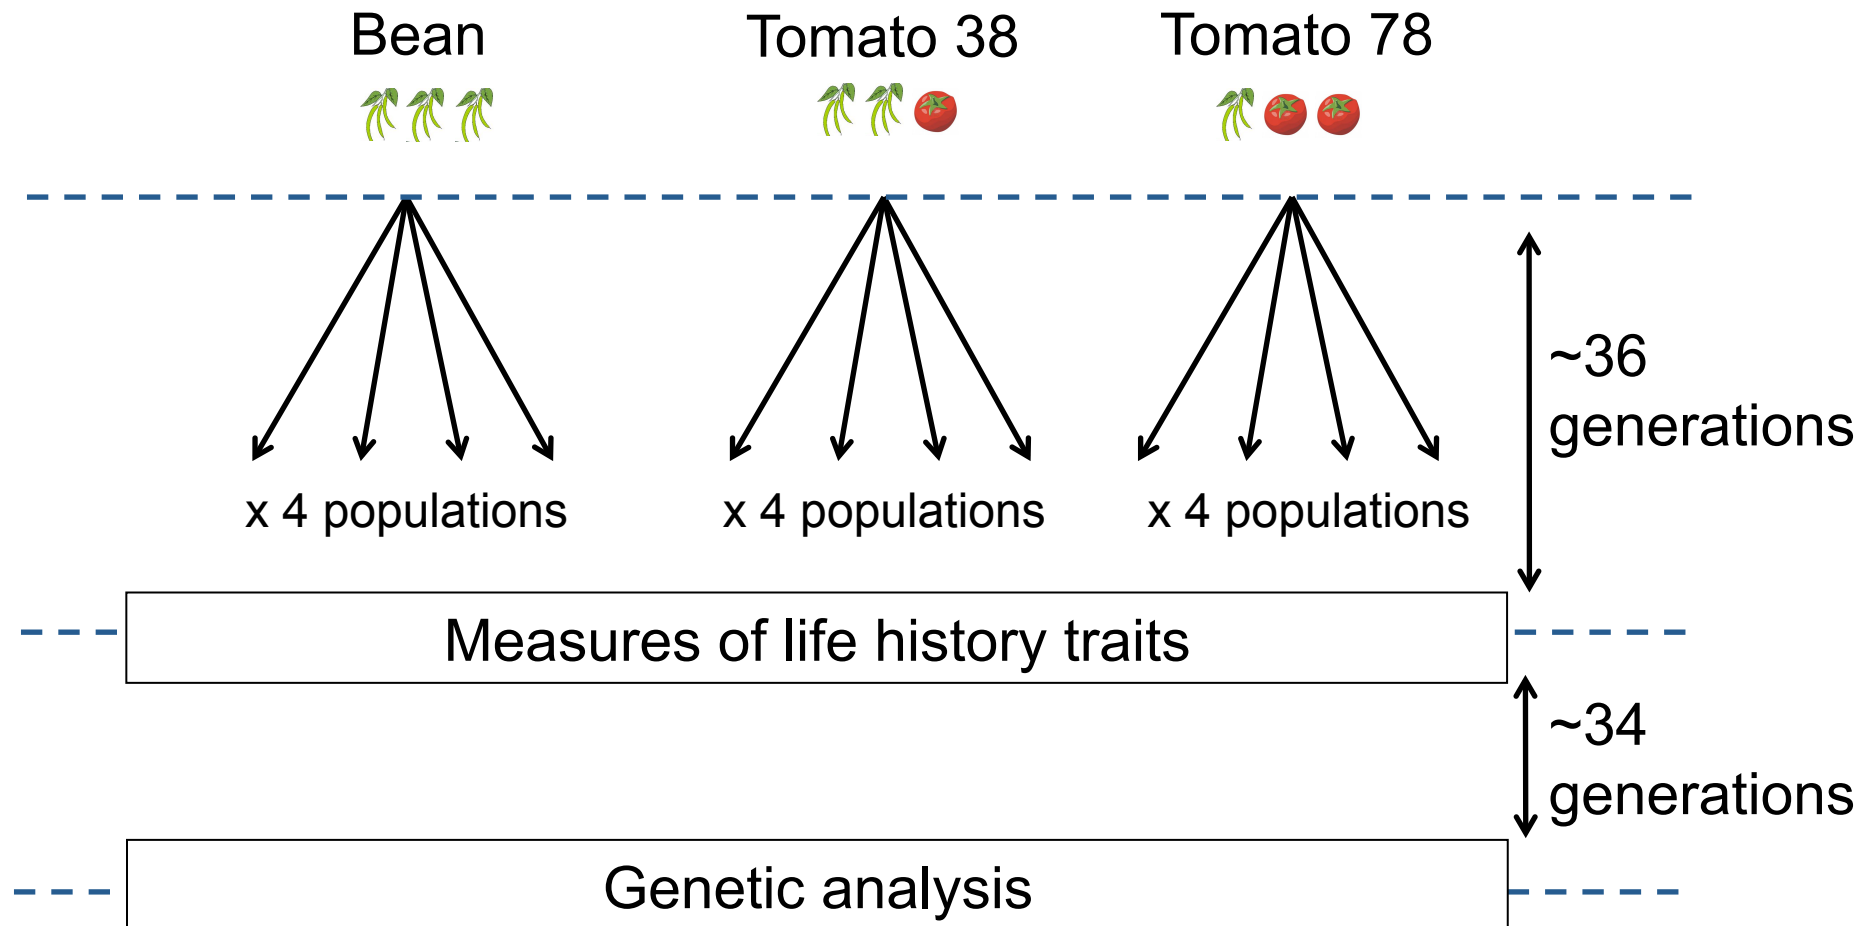 Bean
Tomato 38
Tomato 78
x 4 populations
x 4 populations
x 4 populations
~36
generations
Measures of life history traits
~34
generations
Genetic analysis